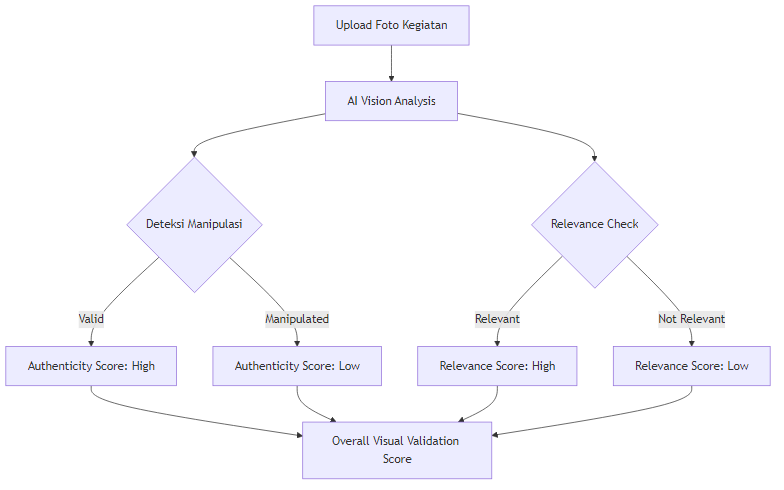 Upload Foto Kegiatan
AI Vision Analysis
Deteksi Manipulasi
Relevance Check
Valid
Manipulated
Relevant
Not Relevant
Authenticity Score: High
Authenticity Score: Low
Relevance Score: High
Relevance Score: Low
Overall Visual Validation
Score